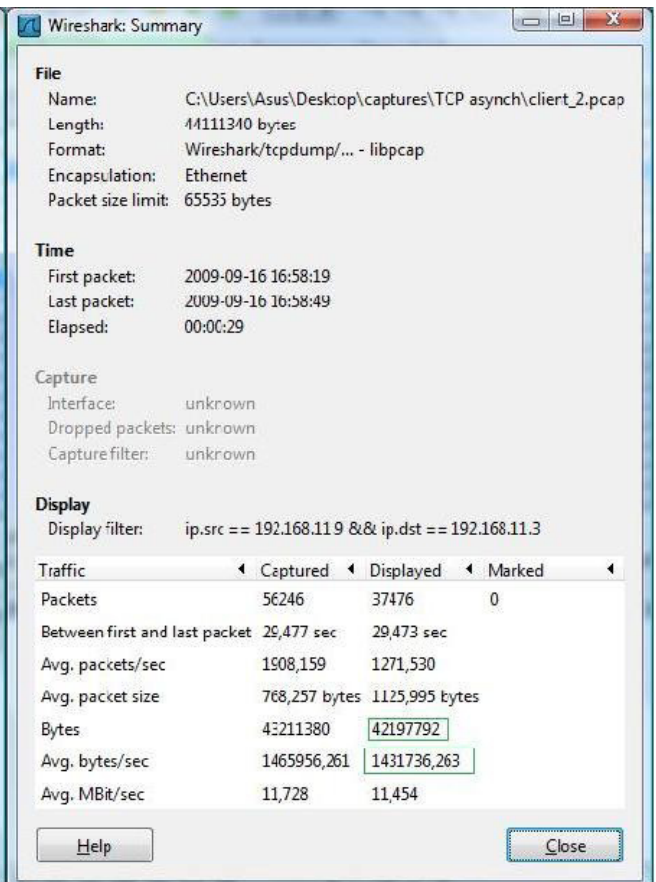 Wireshark: Summary
File
Name: C:\Users\Asus\Desktop\captures\TCP asynch\client_2.pcap
Length: 44111340 bytes
Format: Wireshark/tcpdump/... - libpcap
Encapsulation: Ethernet
Packet size limit: 65535 bytes
Time
First packet: 2009-09-16 16:58:19
Last packet: 2009-09-16 16:58:49
Elapsed: 00:00:29
Capture
Interface: unknown
Dropped packets: unknown
Capture filter: unknown
Display
Display filter: ip.src == 192.168.11.9 && ip.dst == 192.168.11.3
Traffic Captured Displayed Marked
Packets 56246 37476 0
Between first and last packet 29,477 sec 29,473 sec
Avg. packets/sec 1908,159 1271,530
Avg. packet size 768,257 bytes 1125,995 bytes
Bytes 43211380 42197792
Avg. bytes/sec 1465956,261 1431736,263
Avg. MBit/sec 11,728 11,454
Help Close